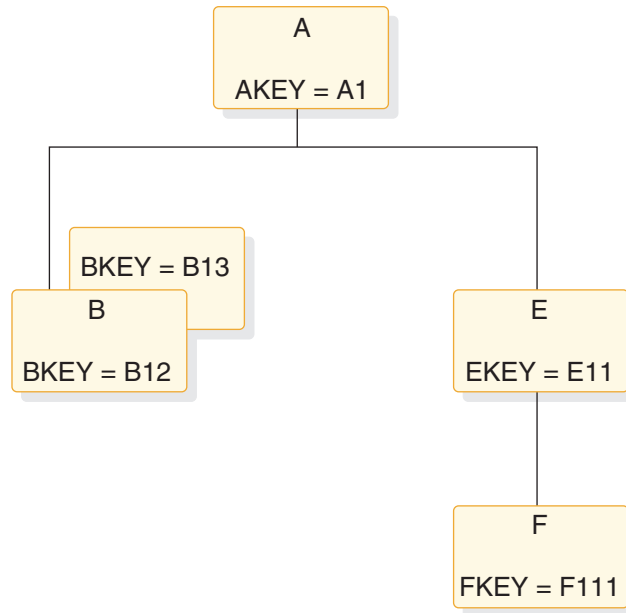 A
AKEY = A1
BKEY = B13
B
BKEY = B12
E
EKEY = E11
F
FKEY = F111